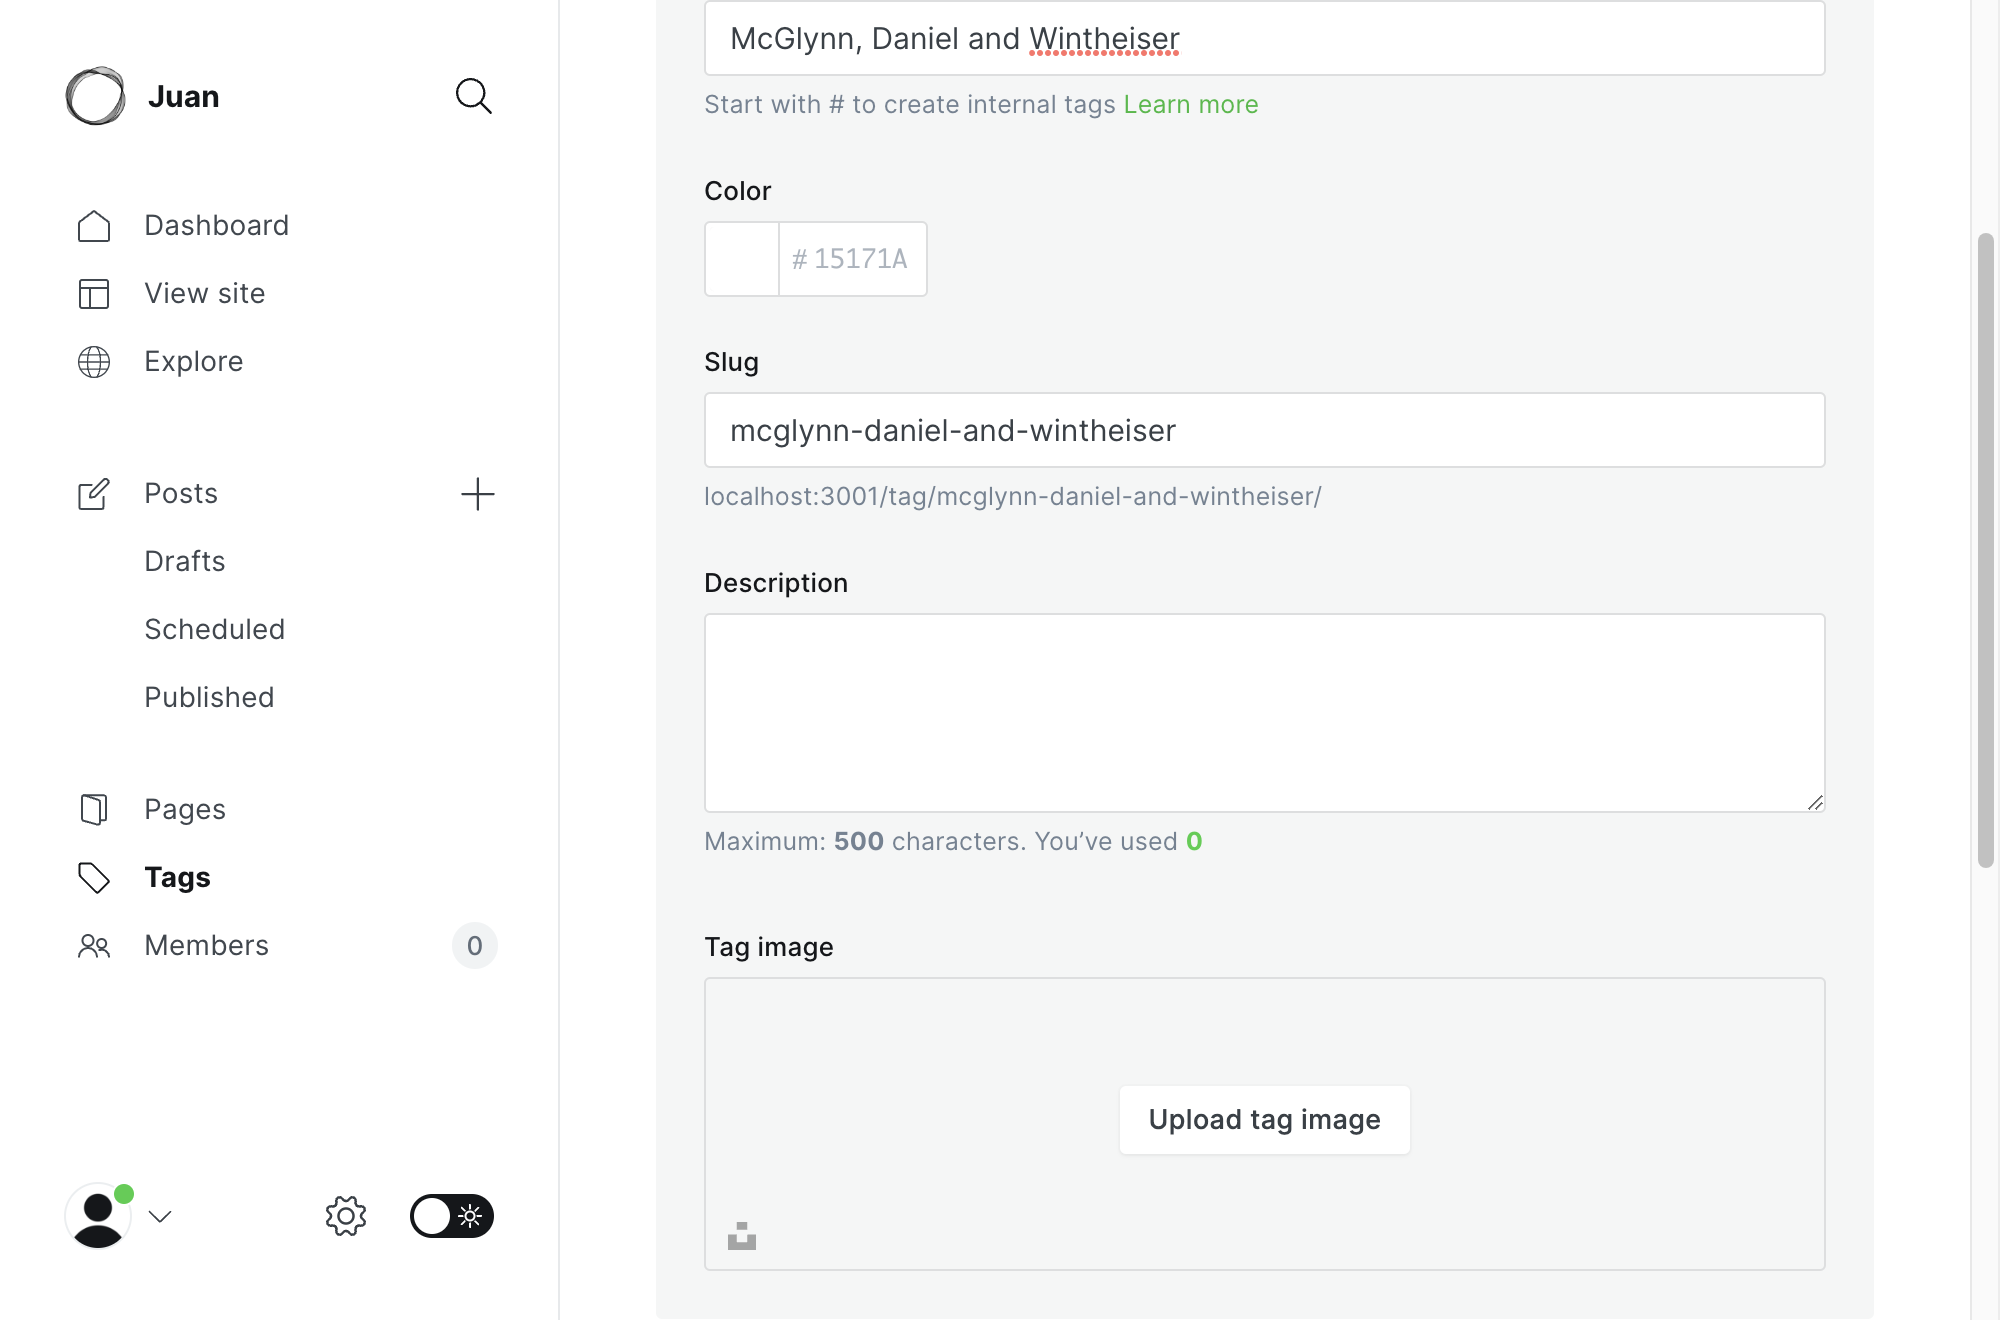 Juan
Dashboard
View site
Explore
Posts
Drafts
Scheduled
Published
Pages
Tags
Members 0
McGlynn, Daniel and Wintheiser
Start with # to create internal tags Learn more
Color
# 15171A
Slug
mcglynn-daniel-and-wintheiser
localhost:3001/tag/mcglynn-daniel-and-wintheiser/
Description
Maximum: 500 characters. You’ve used 0
Tag image
Upload tag image